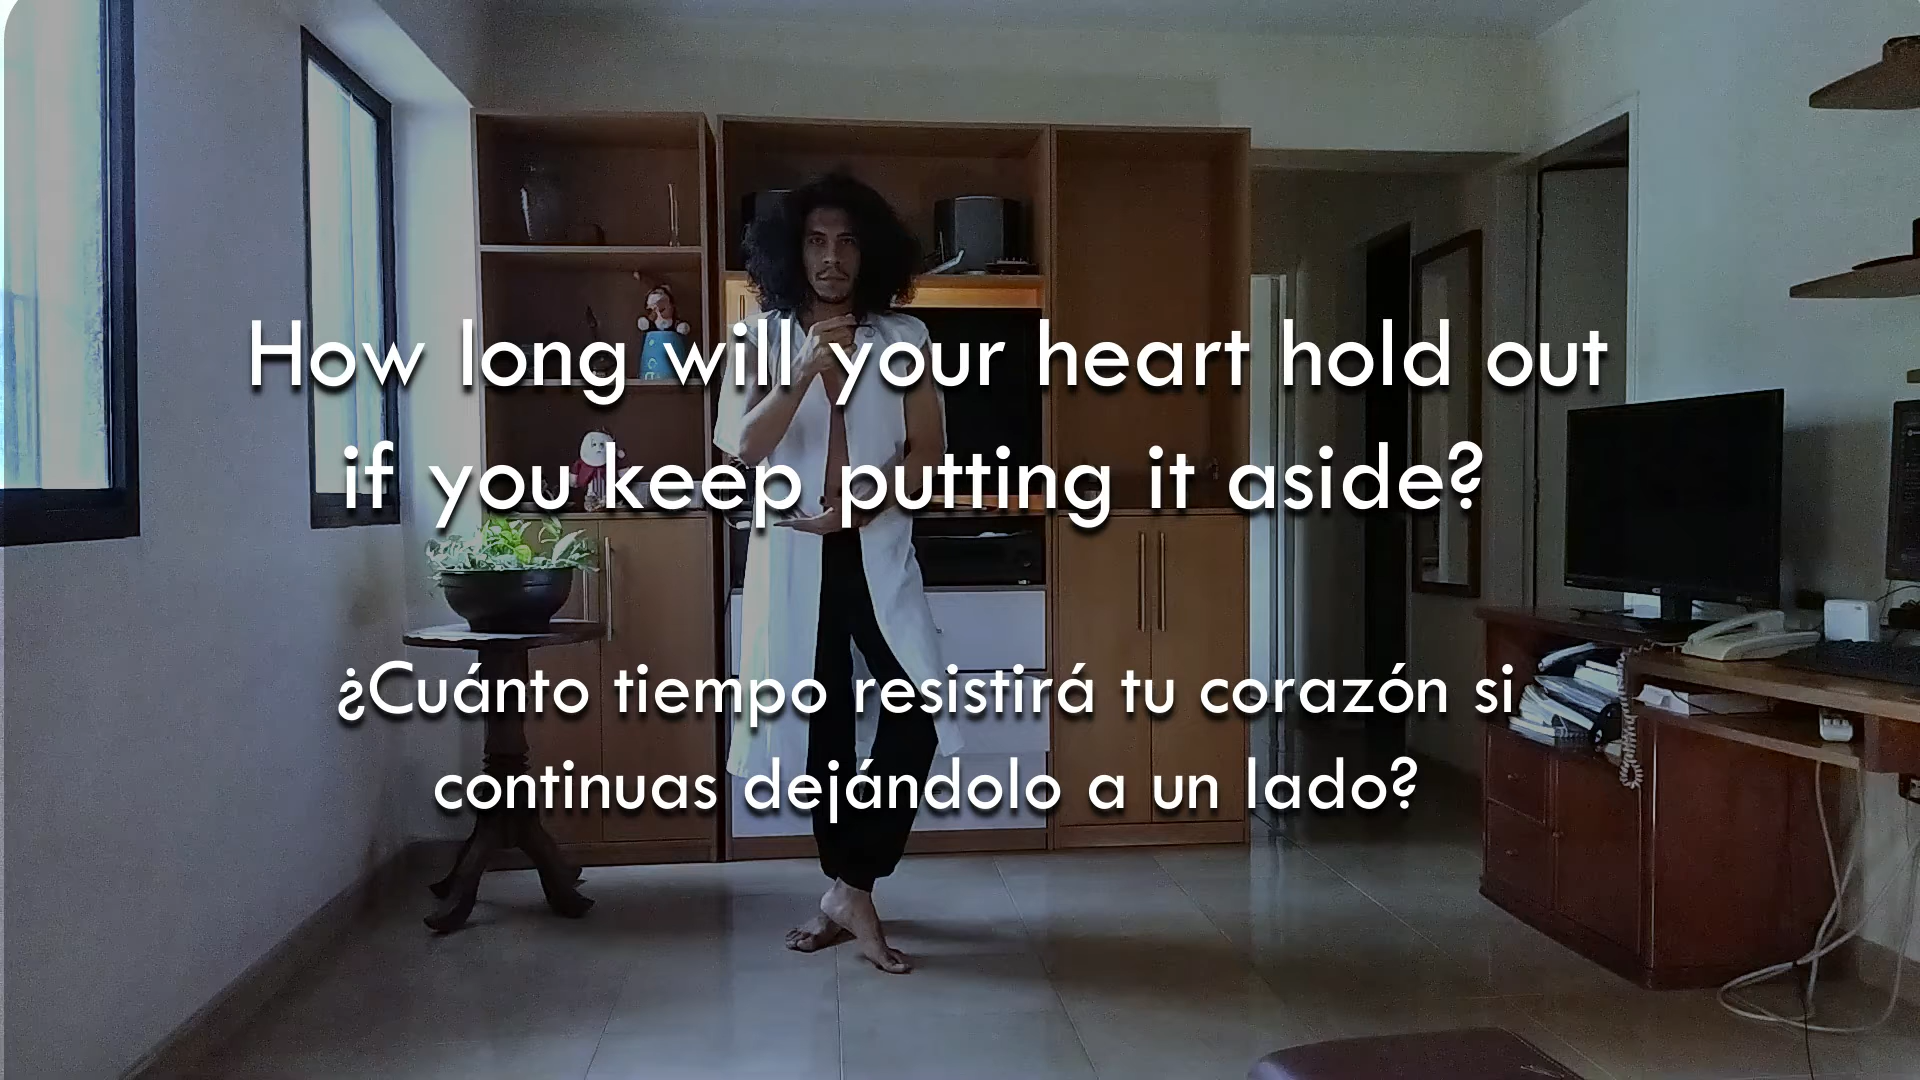 How long will your heart hold out
if you keep putting it aside?
¿Cuánto tiempo resistirá tu corazón si
continuas dejándolo a un lado?